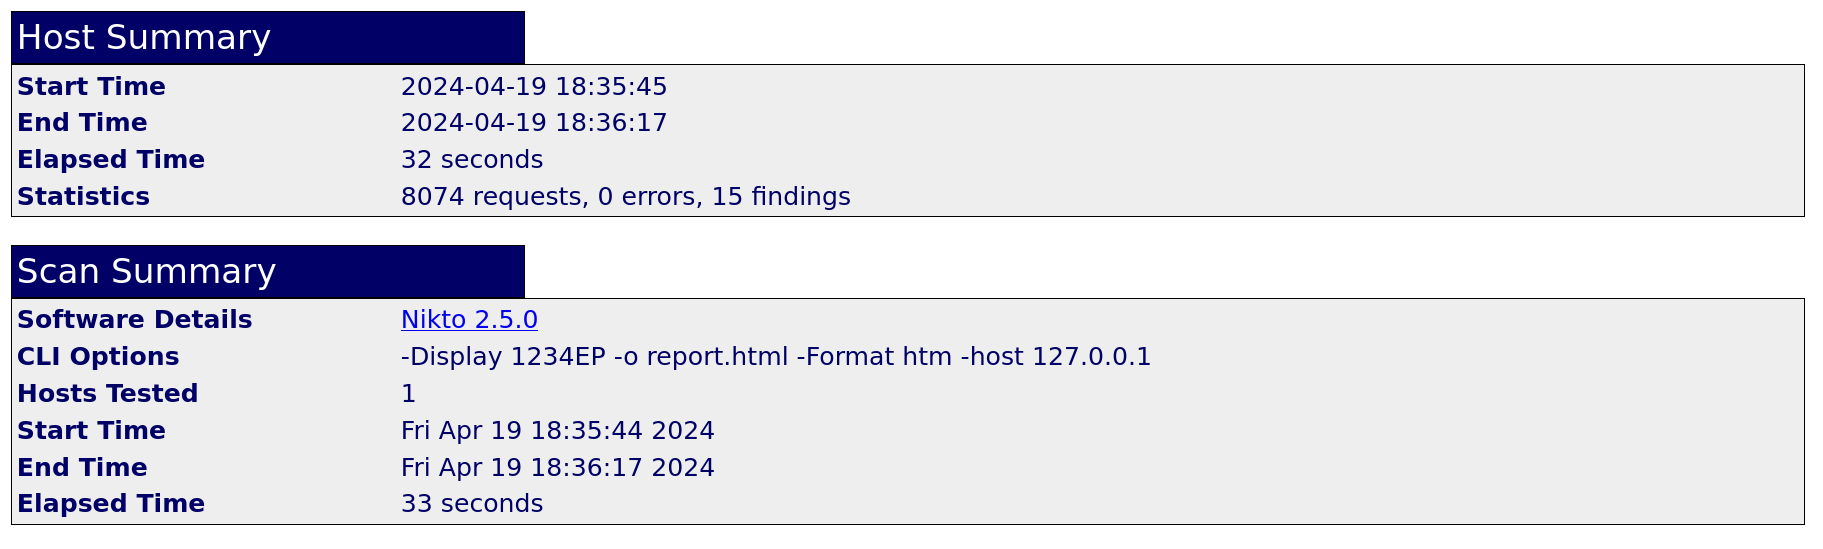 Host Summary
Start Time 2024-04-19 18:35:45
End Time 2024-04-19 18:36:17
Elapsed Time 32 seconds
Statistics 8074 requests, 0 errors, 15 findings
Scan Summary
Software Details Nikto 2.5.0
CLI Options -Display 1234EP -o report.html -Format htm -host 127.0.0.1
Hosts Tested 1
Start Time Fri Apr 19 18:35:44 2024
End Time Fri Apr 19 18:36:17 2024
Elapsed Time 33 seconds